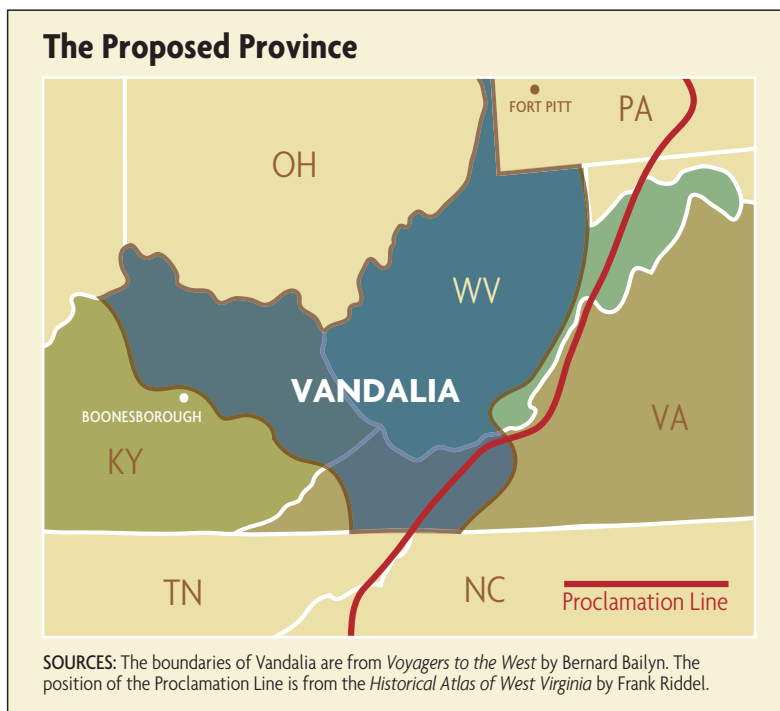 The Proposed Province
FORT PITT
PA
OH
WV
VANDALIA
BOONESBOROUGH
VA
KY
TN
NC
Proclamation Line
SOURCES: The boundaries of Vandalia are from Voyagers to the West by Bernard Bailyn. The
position of the Proclamation Line is from the Historical Atlas of West Virginia by Frank Riddel.